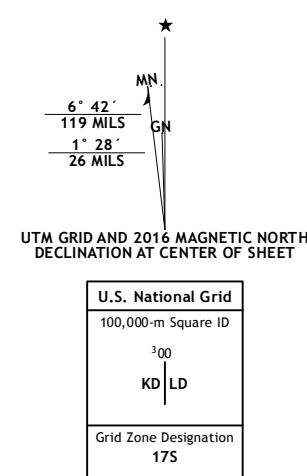 ★
MN
6° 42´
119 MILS
GN
1° 28´
26 MILS
UTM GRID AND 2016 MAGNETIC NORTH
DECLINATION AT CENTER OF SHEET
U.S. National Grid
100,000-m Square ID
³00
KD LD
Grid Zone Designation
17S